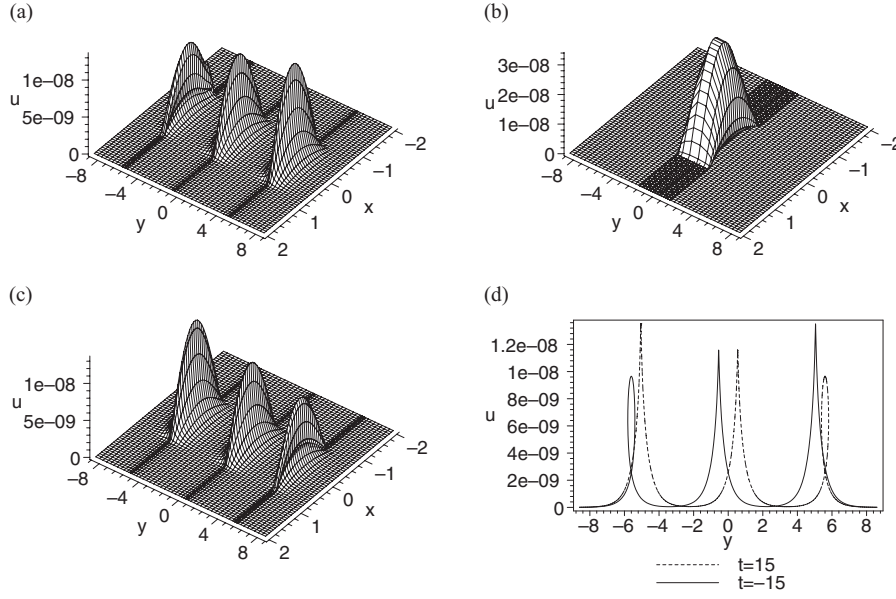 (a)
1e−08
u
5e−09
0
−8
−4
y
0
4
8
2
1
0
x
−1
−2
(b)
3e−08
2e−08
u
1e−08
0
−8
−4
y
0
4
8
2
1
0
x
−1
−2
(c)
1e−08
u
5e−09
0
−8
−4
y
0
4
8
2
1
0
x
−1
−2
(d)
1.2e−08
1e−08
8e−09
u
6e−09
4e−09
2e−09
0
−8 −6 −4 −2 0 2 4 6 8
y
t=15
t=−15